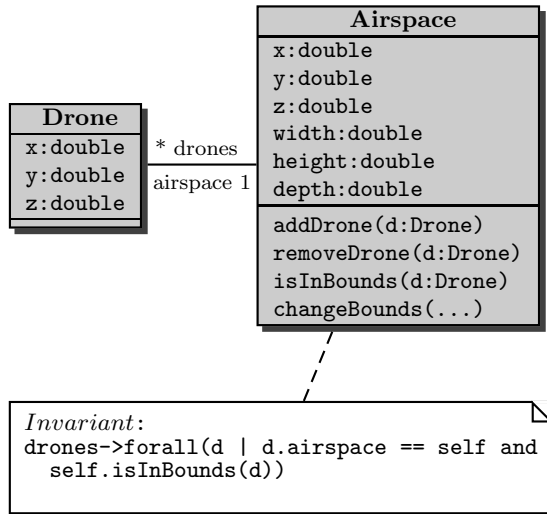 Drone
x:double
y:double
z:double
* drones
airspace 1
Airspace
x:double
y:double
z:double
width:double
height:double
depth:double
addDrone(d:Drone)
removeDrone(d:Drone)
isInBounds(d:Drone)
changeBounds(...)
Invariant:
drones->forall(d | d.airspace == self and
self.isInBounds(d))